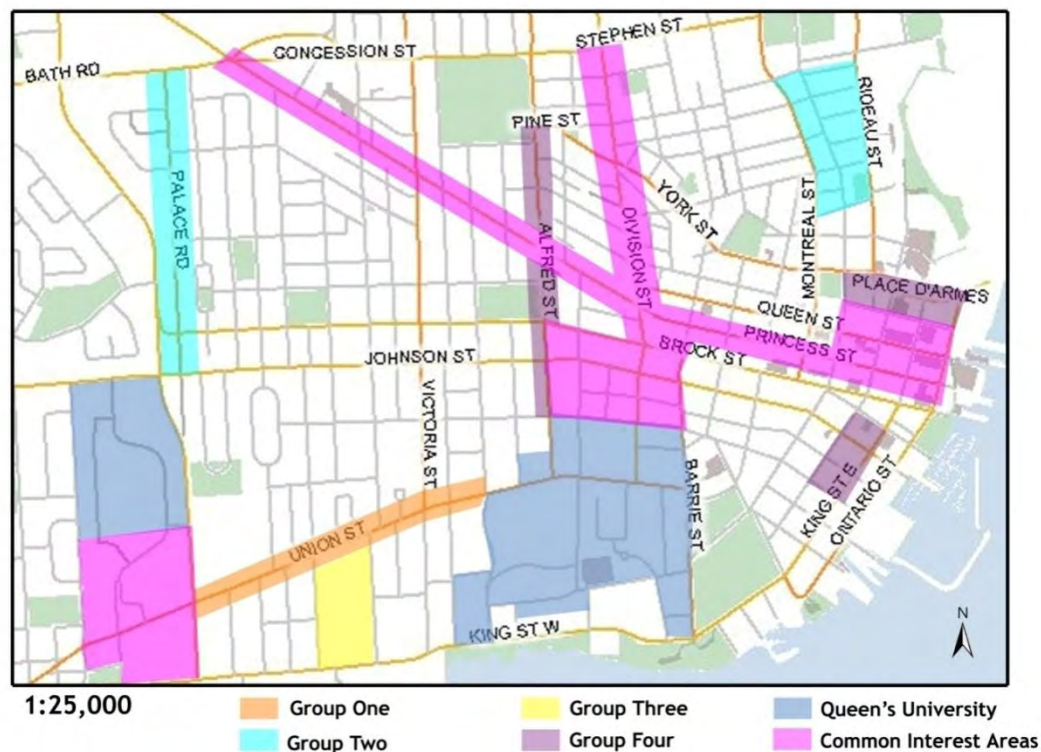 STEPHEN ST
CONCESSION ST
BATH RD
RIDEAU ST
PINE ST
PALACE RD
YORK ST
MONTREAL ST
DIVISION ST
ALFRED ST
PLACE D'ARMES
QUEEN ST
PRINCESS ST
BROCK ST
JOHNSON ST
VICTORIA ST
BARRIE ST
KING ST E
ONTARIO ST
UNION ST
KING ST W
N
1:25,000
Group One
Group Two
Group Three
Group Four
Queen's University
Common Interest Areas